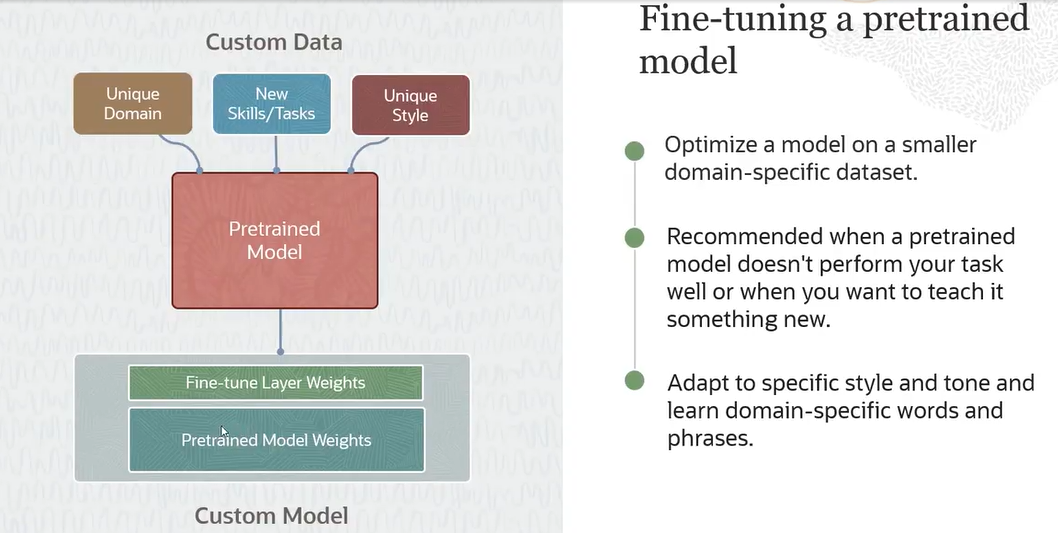 Custom Data
Unique
Domain
New
Skills/Tasks
Unique
Style
Pretrained
Model
Fine-tune Layer Weights
Pretrained Model Weights
Custom Model
Fine-tuning a pretrained
model
Optimize a model on a smaller
domain-specific dataset.
Recommended when a pretrained
model doesn't perform your task
well or when you want to teach it
something new.
Adapt to specific style and tone and
learn domain-specific words and
phrases.